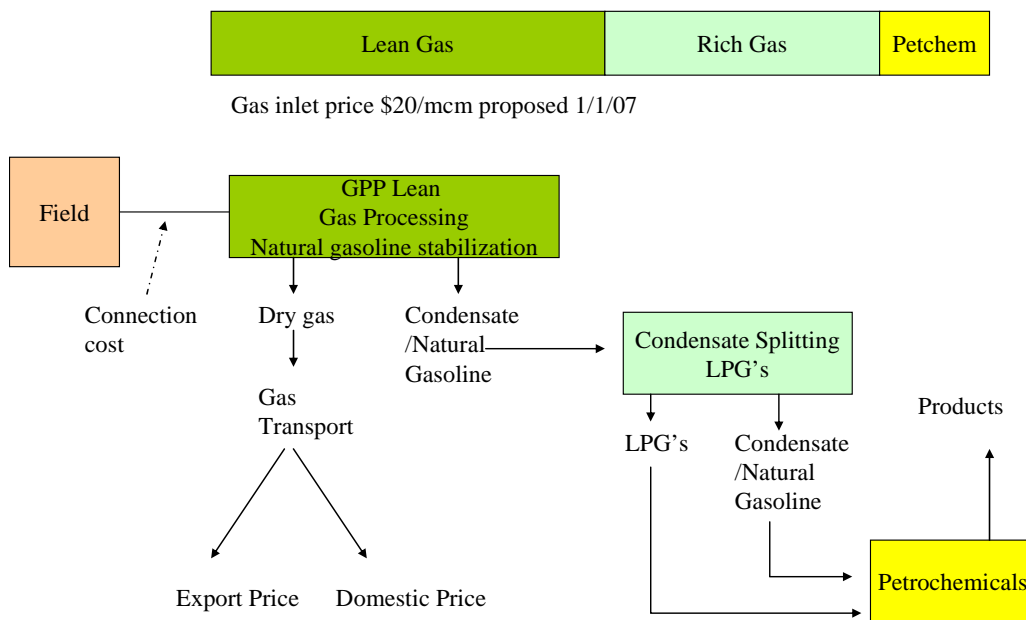 Lean Gas
Rich Gas
Petchem
Gas inlet price $20/mcm proposed 1/1/07
Field
GPP Lean
Gas Processing
Natural gasoline stabilization
Connection
cost
Dry gas
Condensate
/Natural
Gasoline
Condensate Splitting
LPG's
Gas
Transport
Products
LPG's
Condensate
/Natural
Gasoline
Export Price
Domestic Price
Petrochemicals